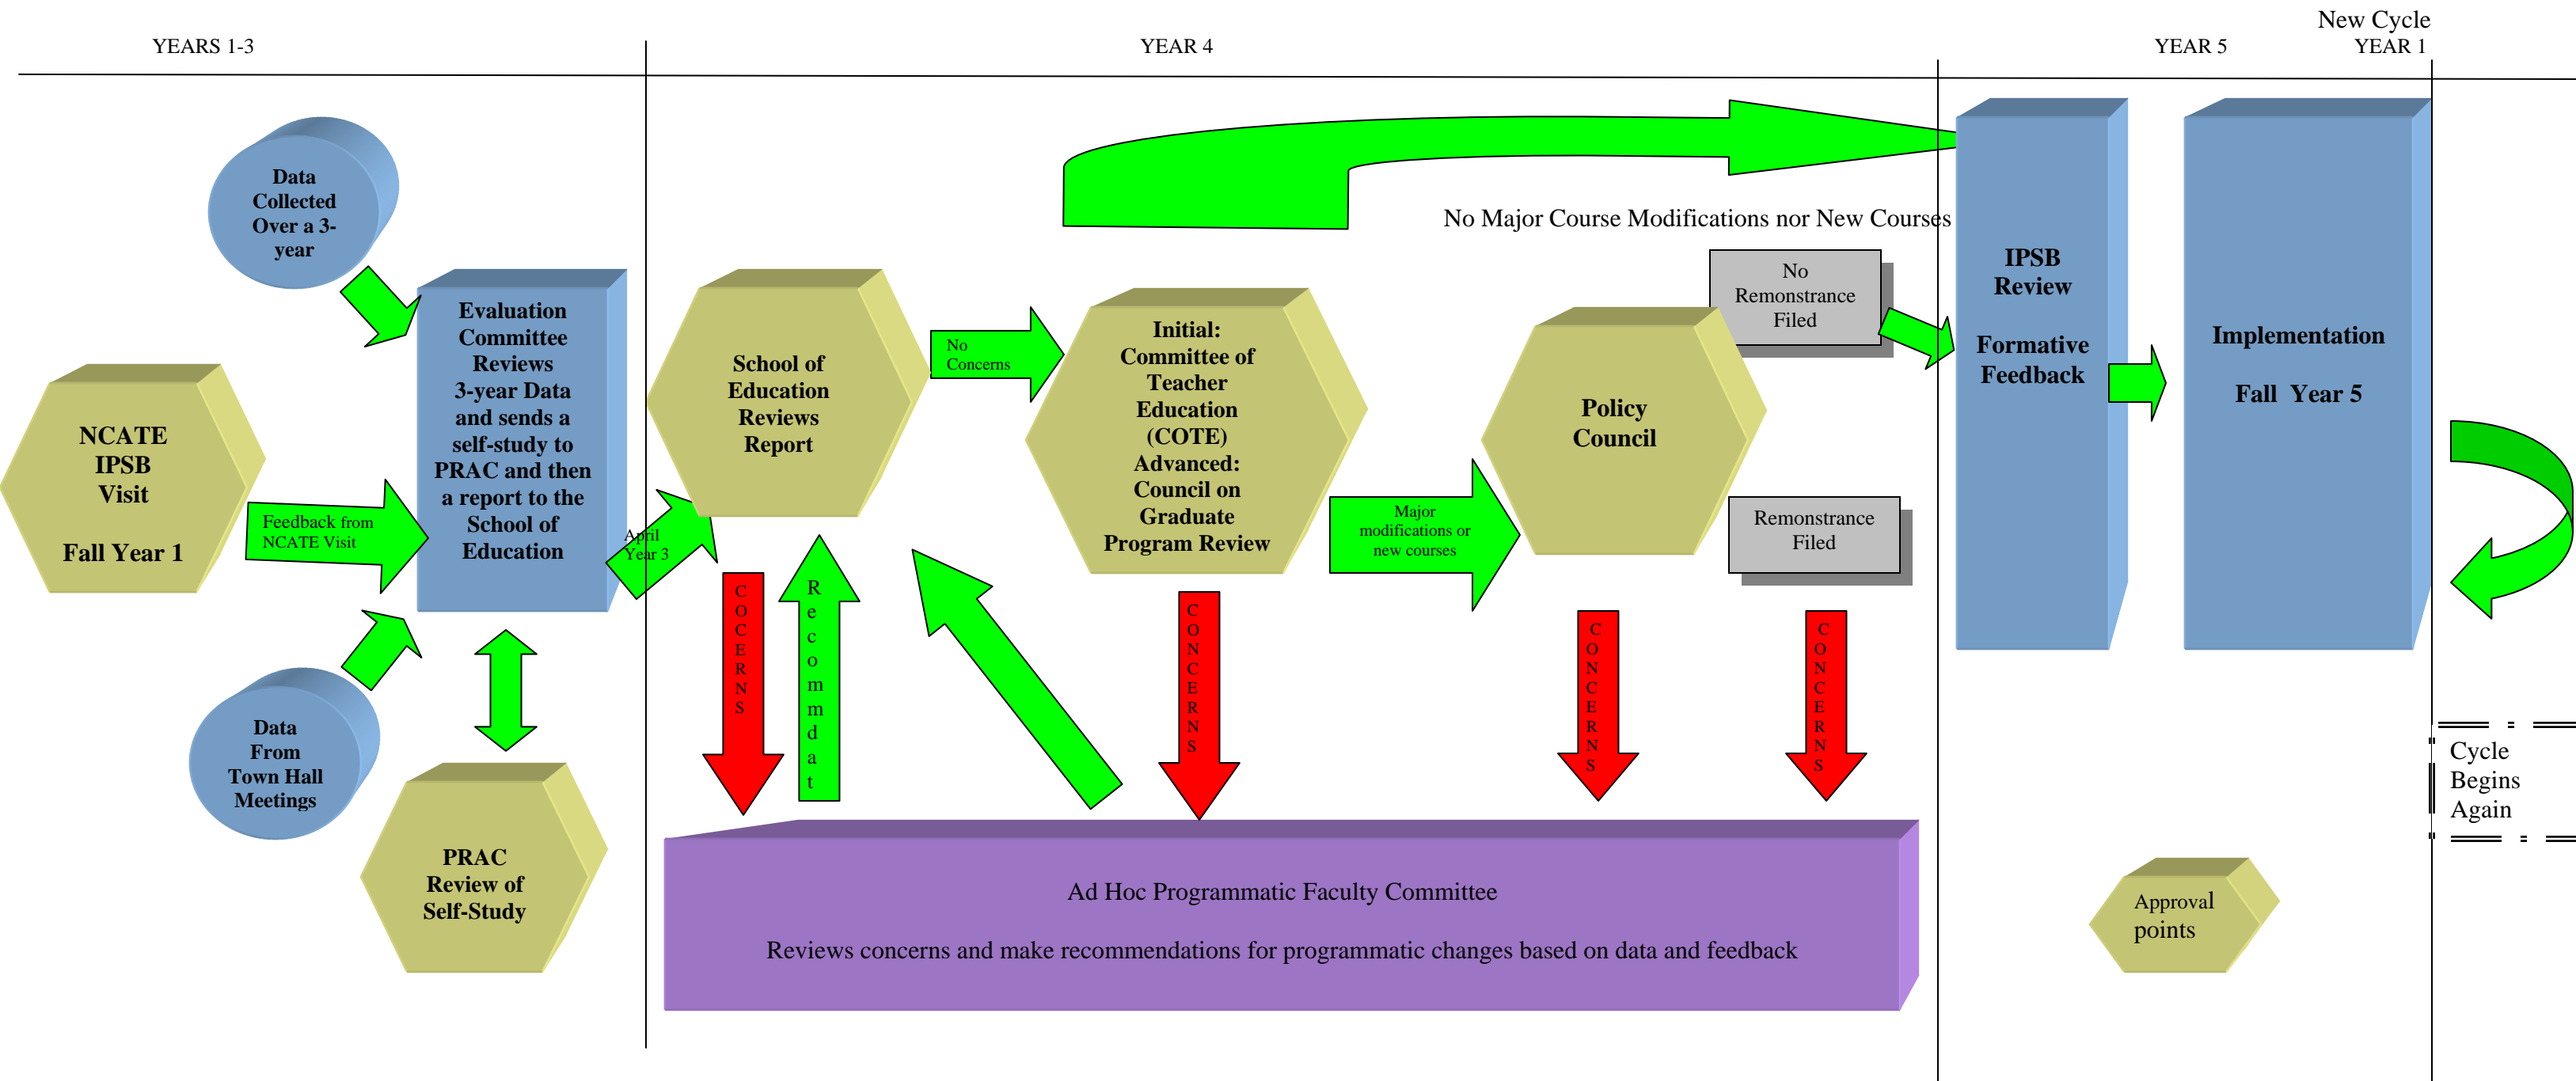 New Cycle
YEARS 1-3
YEAR 4
YEAR 5
YEAR 1
Data
Collected
Over a 3-
year
NCATE
IPSB
Visit
Fall Year 1
Feedback from
NCATE Visit
Data
From
Town Hall
Meetings
Evaluation
Committee
Reviews
3-year Data
and sends a
self-study to
PRAC and then
a report to the
School of
Education
PRAC
Review of
Self-Study
April
Year 3
School of
Education
Reviews
Report
C
O
C
E
R
N
S
R
e
c
o
m
m
d
a
t
No
Concerns
Initial:
Committee of
Teacher
Education
(COTE)
Advanced:
Council on
Graduate
Program Review
C
O
N
C
E
R
N
S
Major
modifications or
new courses
No Major Course Modifications nor New Courses
Policy
Council
No
Remonstrance
Filed
Remonstrance
Filed
C
O
N
C
E
R
N
S
C
O
N
C
E
R
N
S
Ad Hoc Programmatic Faculty Committee
Reviews concerns and make recommendations for programmatic changes based on data and feedback
IPSB
Review
Formative
Feedback
Implementation
Fall Year 5
Cycle
Begins
Again
Approval
points